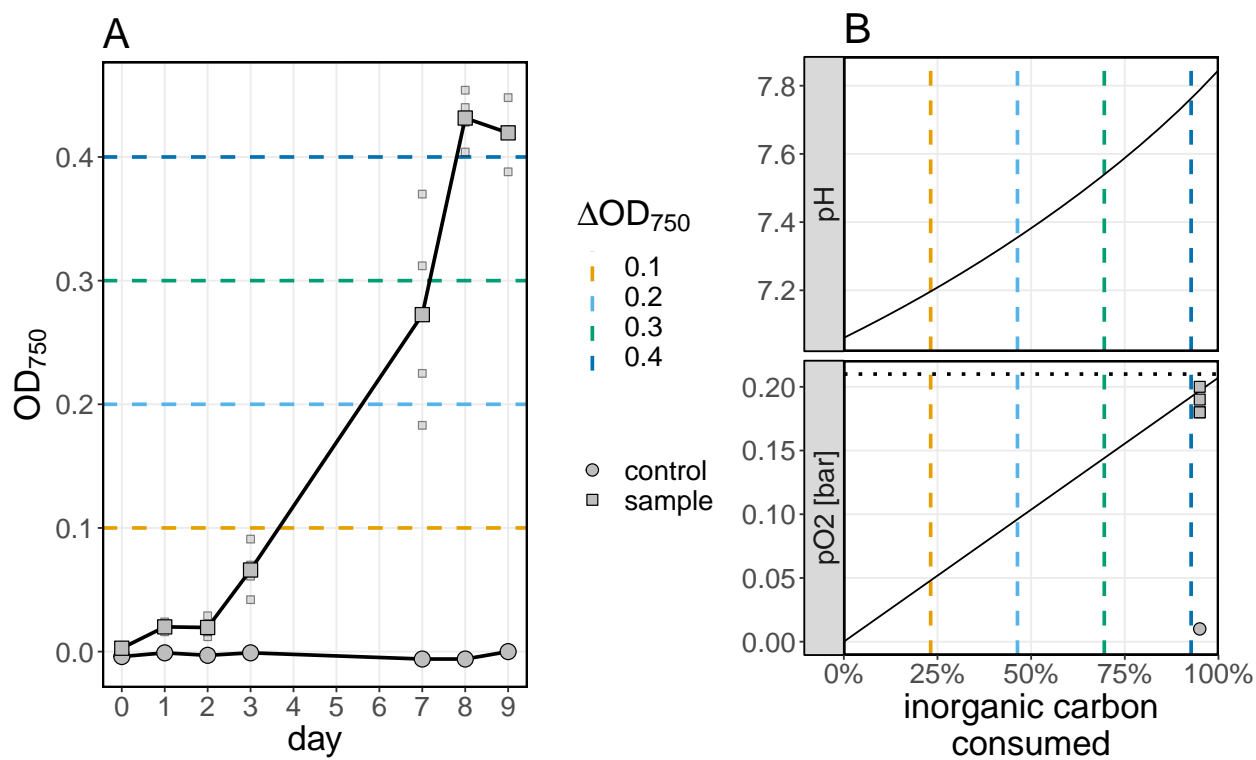 A
OD750
0.4
0.3
0.2
0.1
0.0
0 1 2 3 4 5 6 7 8 9
day
ΔOD750
0.1
0.2
0.3
0.4
control
sample
B
pH
7.8
7.6
7.4
7.2
pO2 [bar]
0.20
0.15
0.10
0.05
0.00
0% 25% 50% 75% 100%
inorganic carbon
consumed